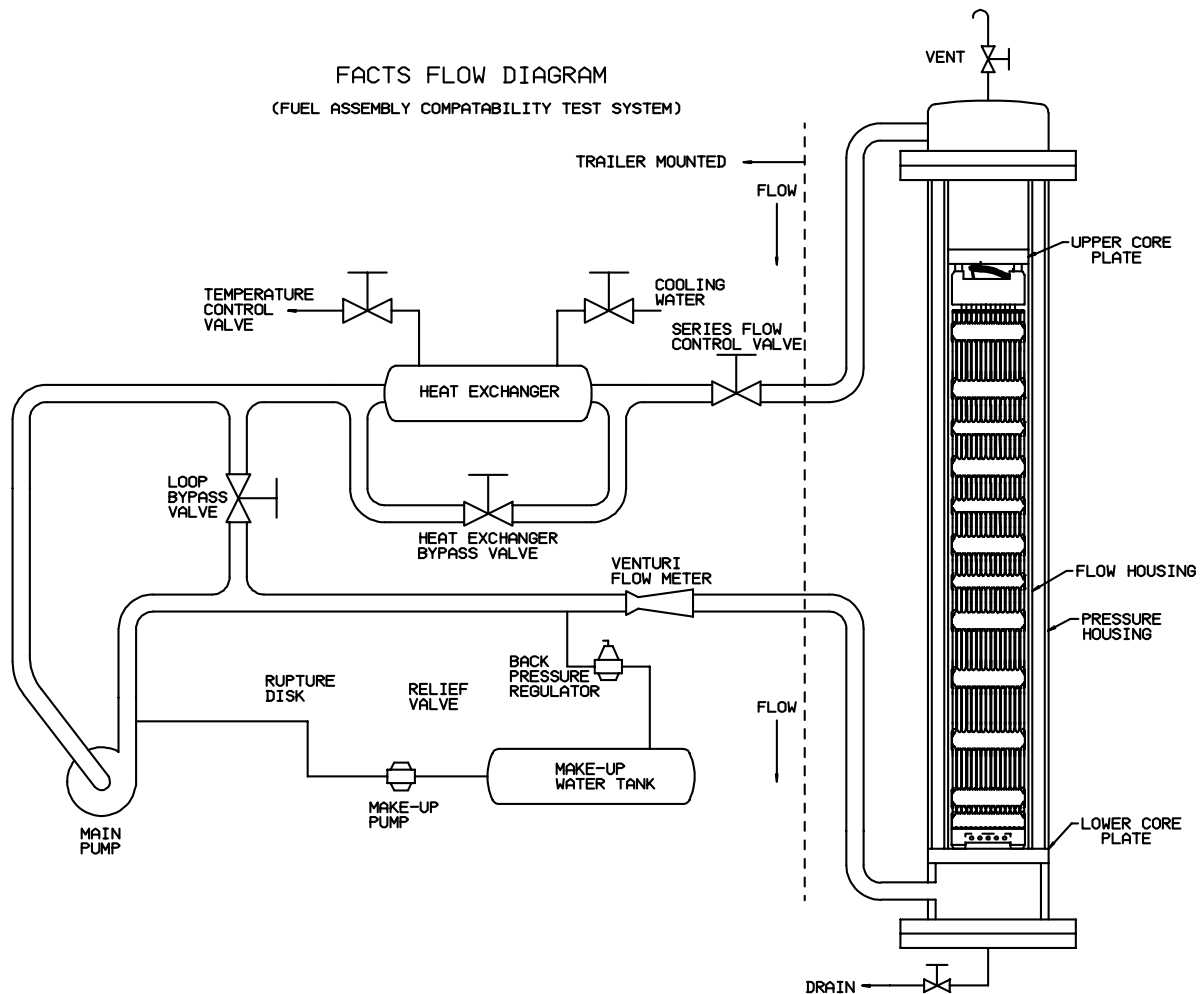 FACTS FLOW DIAGRAM
(FUEL ASSEMBLY COMPATABILITY TEST SYSTEM)
VENT
TRAILER MOUNTED
FLOW
UPPER CORE
PLATE
TEMPERATURE
CONTROL
VALVE
COOLING
WATER
SERIES FLOW
CONTROL VALVE
HEAT EXCHANGER
LOOP
BYPASS
VALVE
HEAT EXCHANGER
BYPASS VALVE
VENTURI
FLOW METER
FLOW HOUSING
PRESSURE
HOUSING
BACK
PRESSURE
REGULATOR
RUPTURE
DISK
RELIEF
VALVE
FLOW
MAKE-UP
WATER TANK
MAKE-UP
PUMP
MAIN
PUMP
LOWER CORE
PLATE
DRAIN